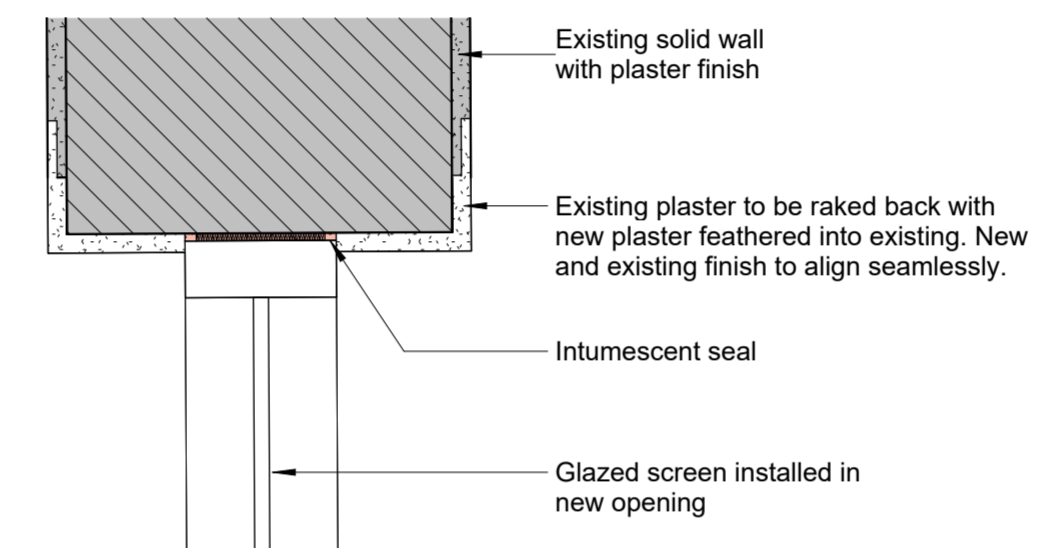 Existing solid wall
with plaster finish
Existing plaster to be raked back with
new plaster feathered into existing. New
and existing finish to align seamlessly.
Intumescent seal
Glazed screen installed in
new opening